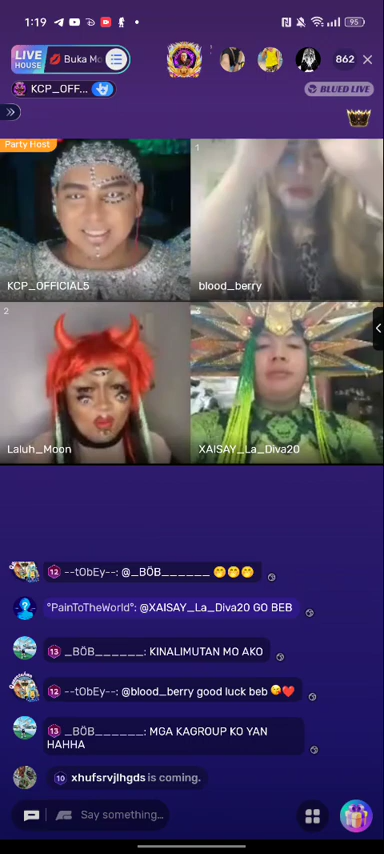 1:19
95
LIVE HOUSE
Buka Mo
862
KCP_OFF...
BLUED LIVE
Party Host
KCP_OFFICIAL5
1
blood_berry
2
Laluh_Moon
XAISAY_La_Diva20
12 --tObEy--: @_BÖB______ 🤭🤭🤭
°PainToTheWorld°: @XAISAY_La_Diva20 GO BEB
13 _BÖB______: KINALIMUTAN MO AKO
12 --tObEy--: @blood_berry good luck beb 😘❤️
13 _BÖB______: MGA KAGROUP KO YAN
HAHHA
10 xhufsrvjlhgds is coming.
Say something...